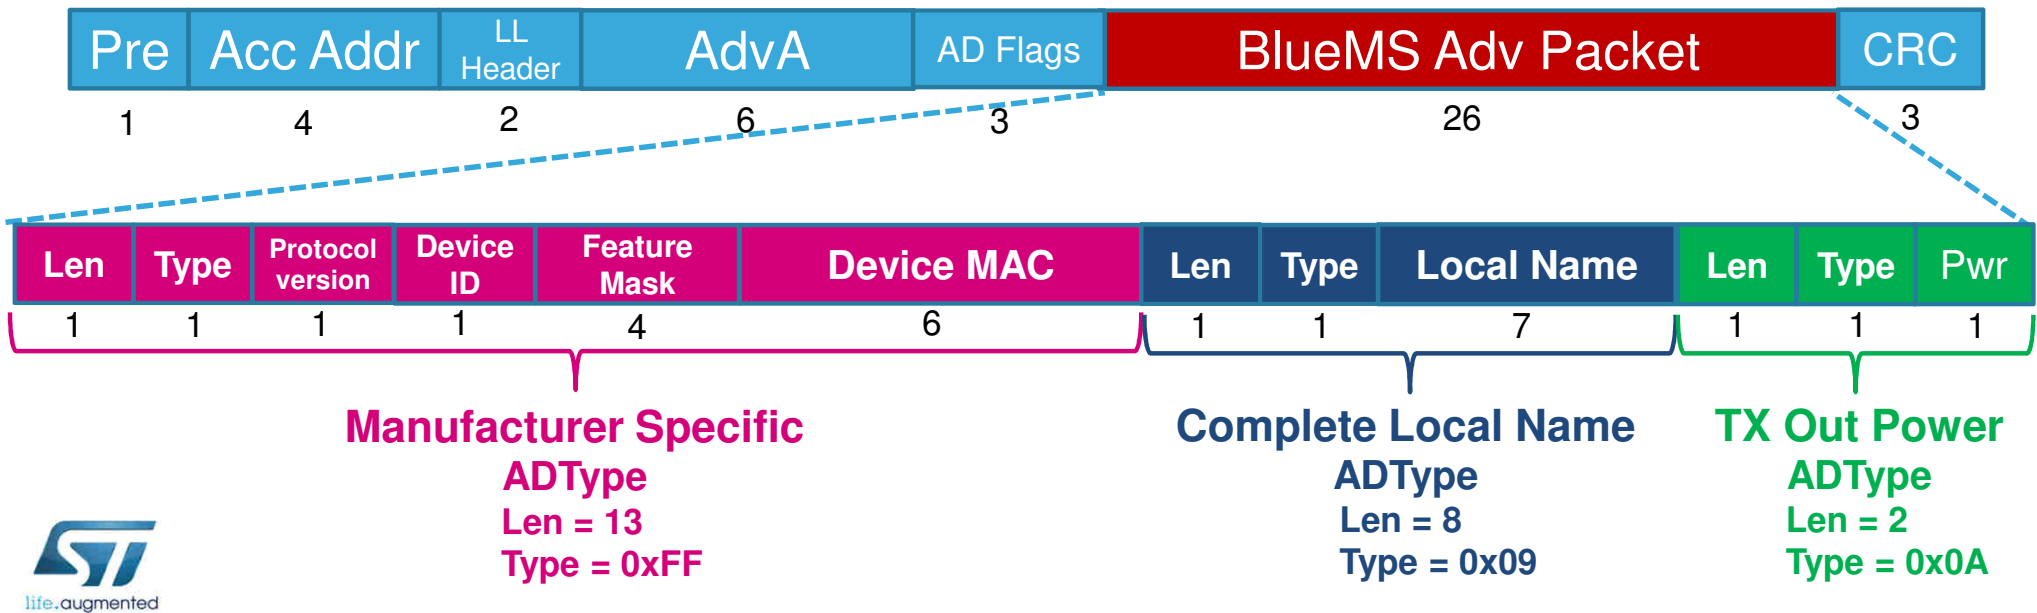 Pre Acc Addr LL Header AdvA AD Flags BlueMS Adv Packet CRC
1 4 2 6 3 26 3
Len Type Protocol version Device ID Feature Mask Device MAC Len Type Local Name Len Type Pwr
1 1 1 1 4 6 1 1 7 1 1 1
Manufacturer Specific
ADType
Len = 13
Type = 0xFF
Complete Local Name
ADType
Len = 8
Type = 0x09
TX Out Power
ADType
Len = 2
Type = 0x0A
ST
life.augmented